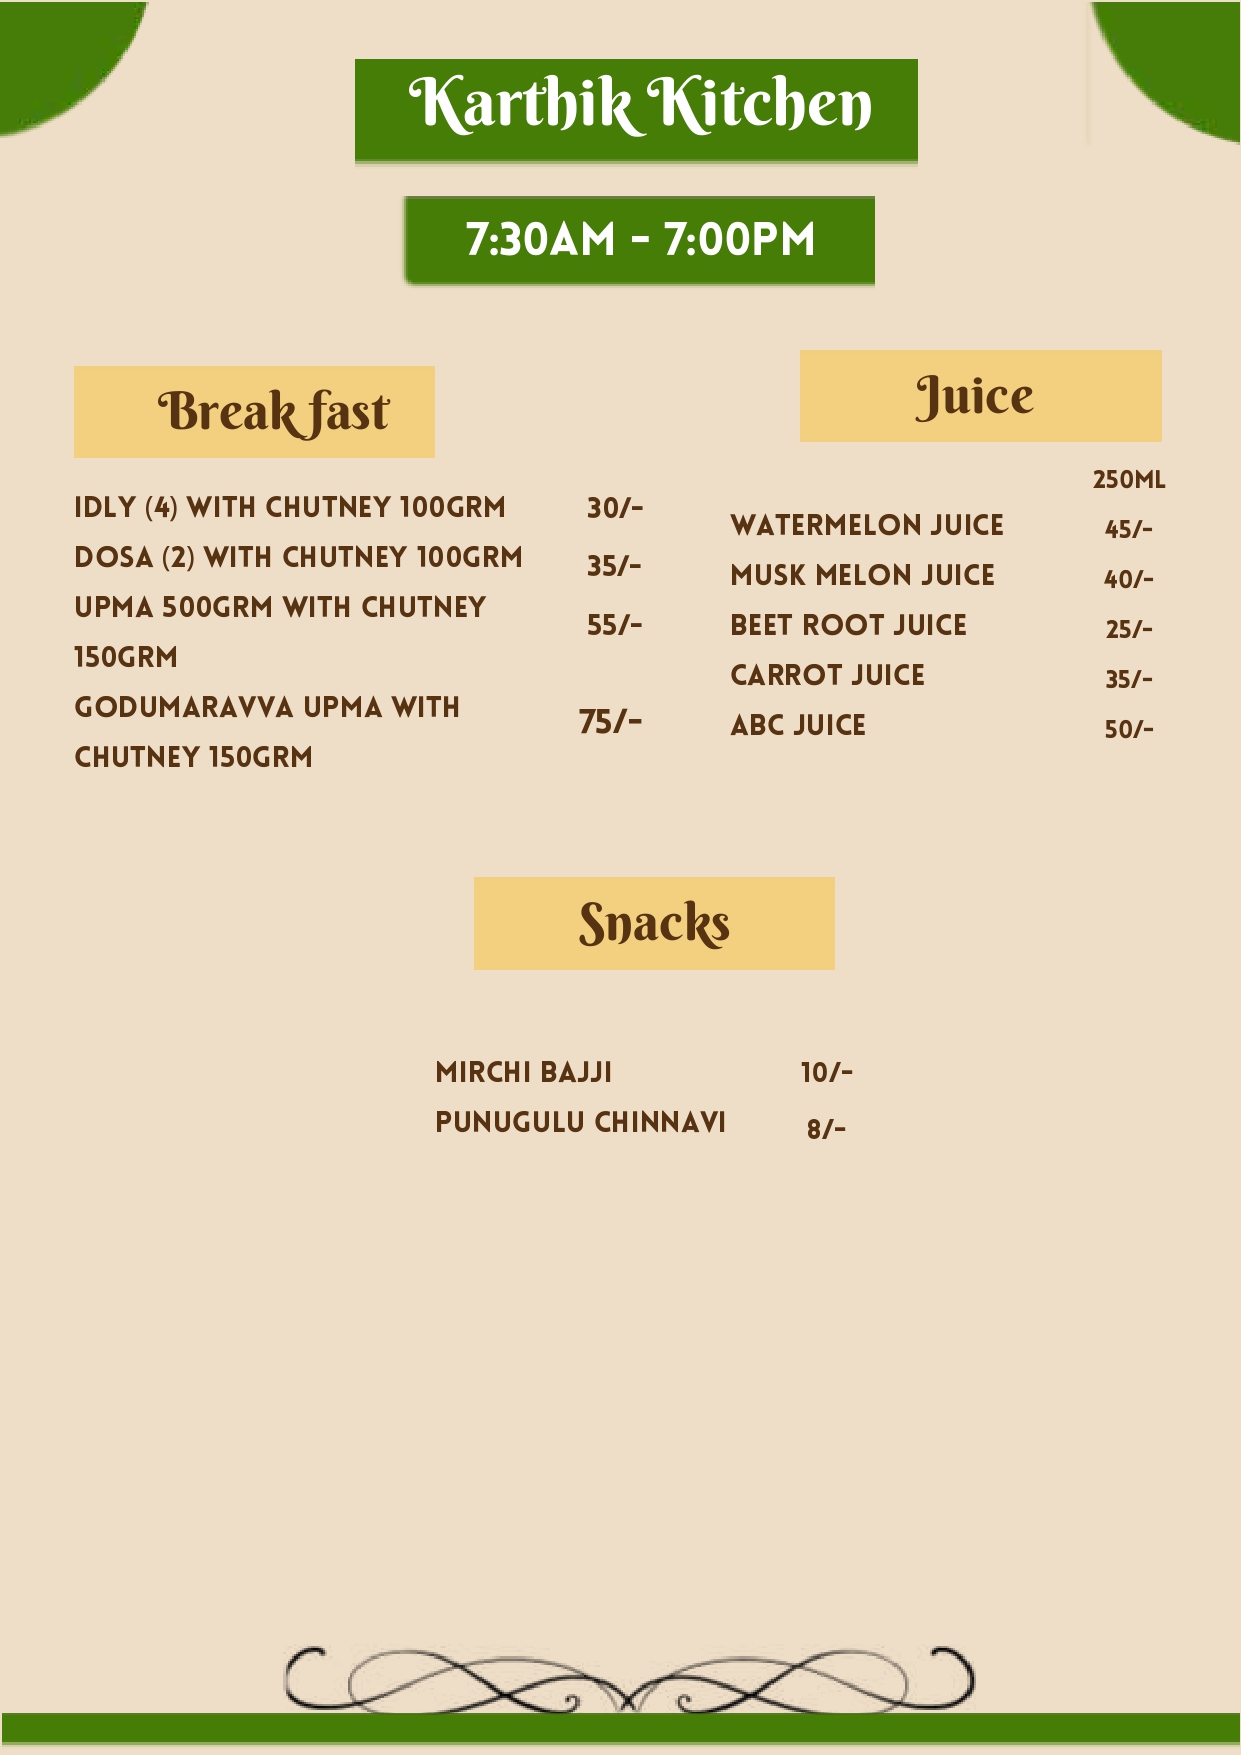 Karthik Kitchen
7:30AM - 7:00PM
Break fast
IDLY (4) WITH CHUTNEY 100GRM 30/-
DOSA (2) WITH CHUTNEY 100GRM 35/-
UPMA 500GRM WITH CHUTNEY 55/-
150GRM
GODUMARAVVA UPMA WITH 75/-
CHUTNEY 150GRM
Juice
250ML
WATERMELON JUICE 45/-
MUSK MELON JUICE 40/-
BEET ROOT JUICE 25/-
CARROT JUICE 35/-
ABC JUICE 50/-
Snacks
MIRCHI BAJJI 10/-
PUNUGULU CHINNAVI 8/-